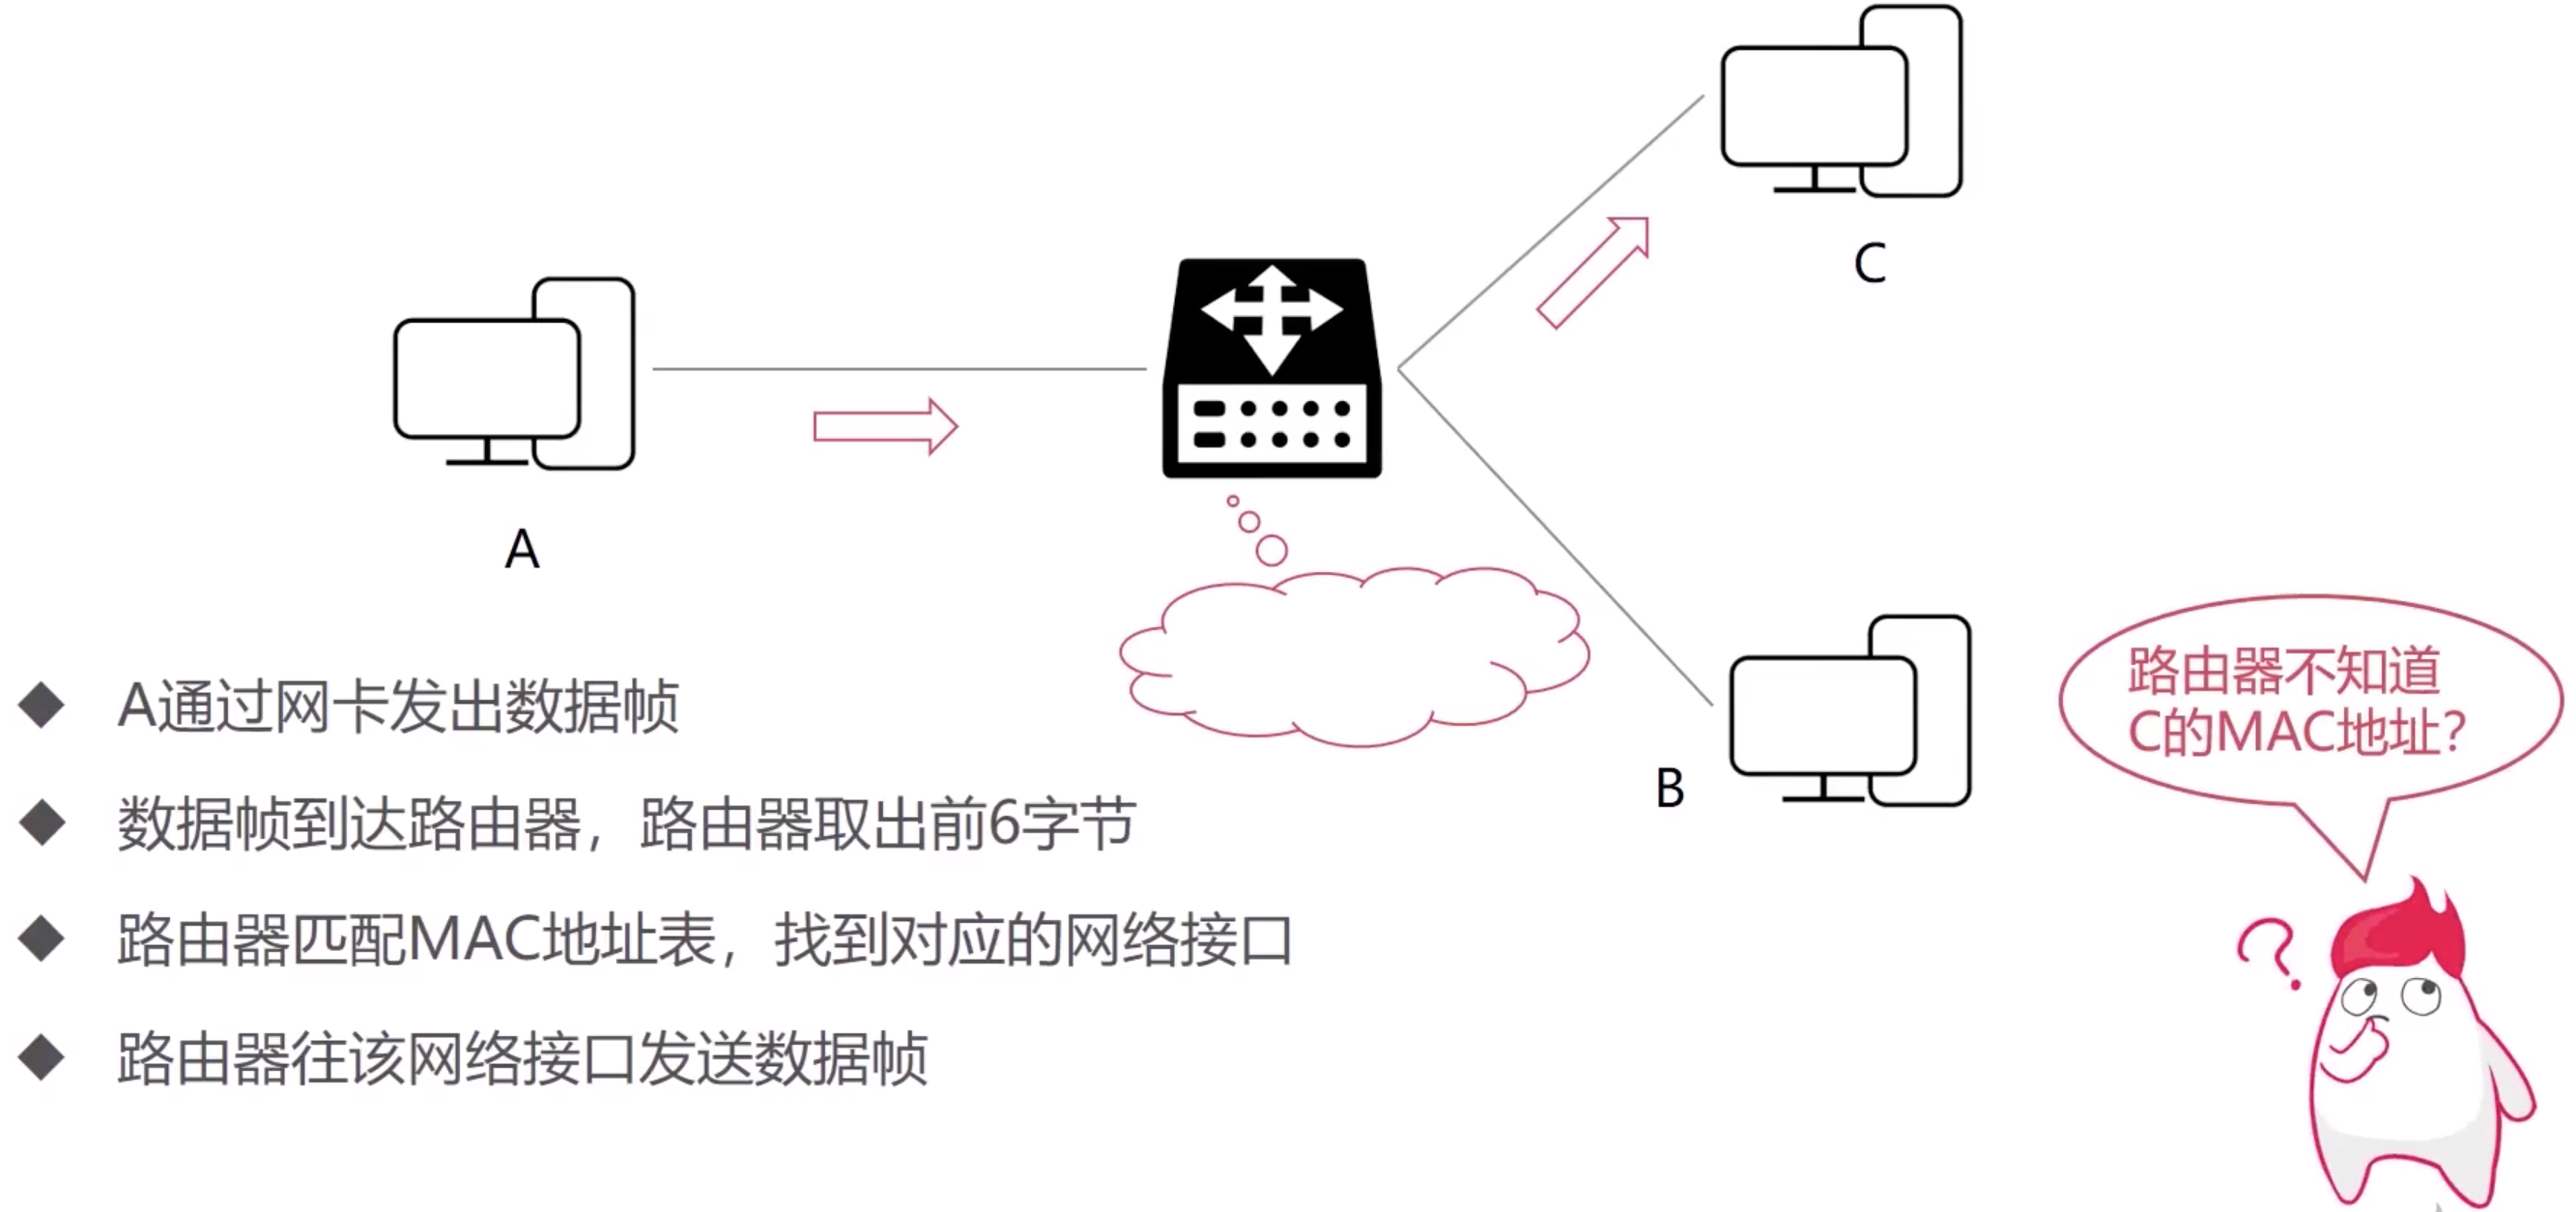 C
A
B
路由器不知道
C的MAC地址?
A通过网卡发出数据帧
数据帧到达路由器，路由器取出前6字节
路由器匹配MAC地址表，找到对应的网络接口
路由器往该网络接口发送数据帧